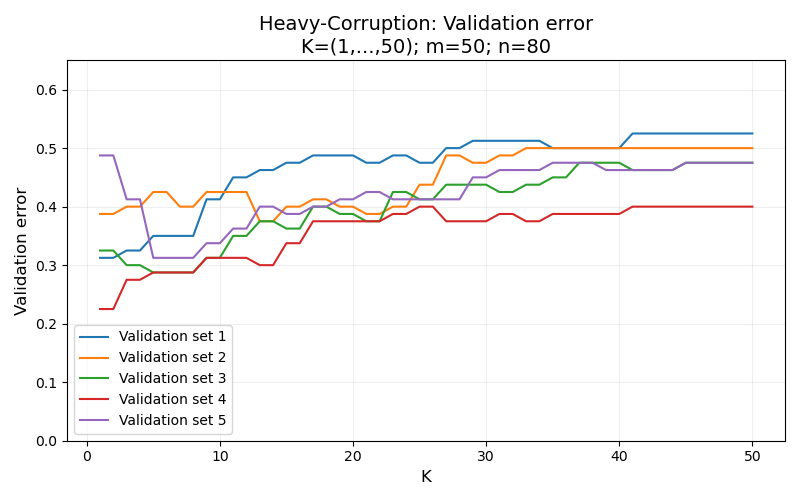 Heavy-Corruption: Validation error
K=(1,...,50); m=50; n=80
Validation error
0.6
0.5
0.4
0.3
0.2
0.1
0.0
Validation set 1
Validation set 2
Validation set 3
Validation set 4
Validation set 5
0 10 20 30 40 50
K